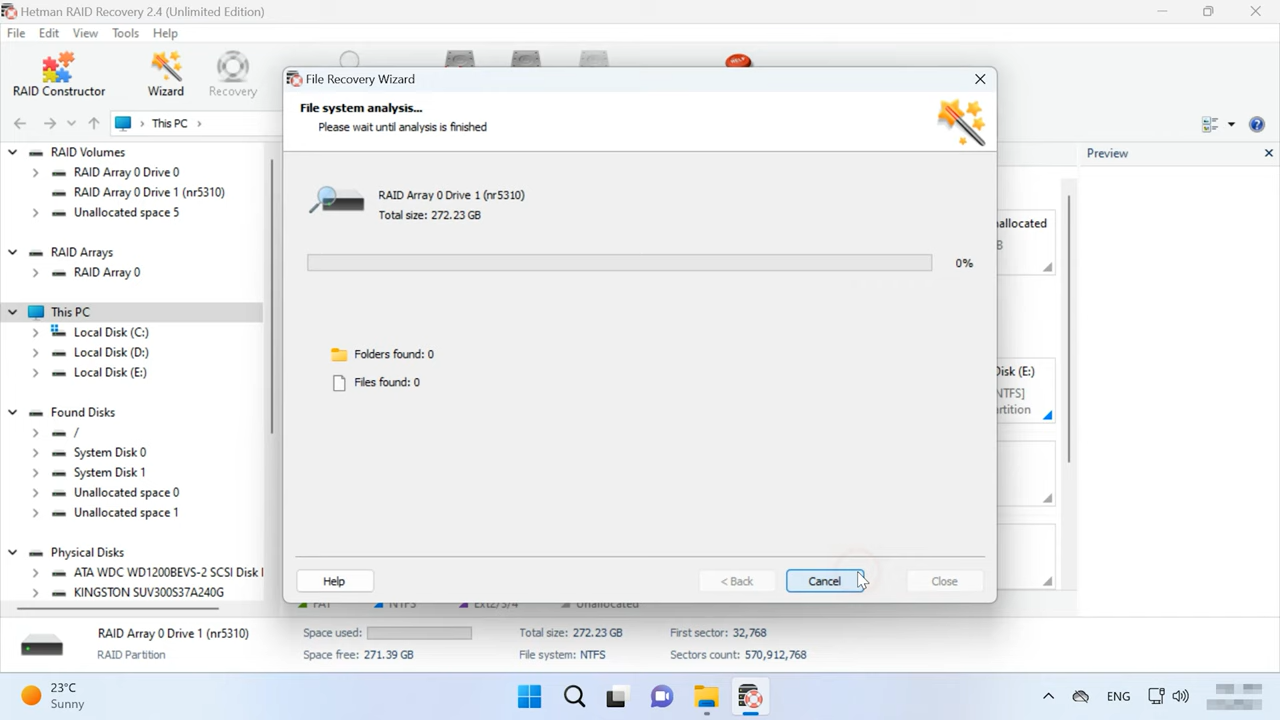 Hetman RAID Recovery 2.4 (Unlimited Edition)
File Edit View Tools Help
RAID Constructor
Wizard
Recovery
HELP
This PC
RAID Volumes
RAID Array 0 Drive 0
RAID Array 0 Drive 1 (nr5310)
Unallocated space 5
RAID Arrays
RAID Array 0
This PC
Local Disk (C:)
Local Disk (D:)
Local Disk (E:)
Found Disks
/
System Disk 0
System Disk 1
Unallocated space 0
Unallocated space 1
Physical Disks
ATA WDC WD1200BEVS-2 SCSI Disk
KINGSTON SUV300S37A240G
File Recovery Wizard
File system analysis...
Please wait until analysis is finished
RAID Array 0 Drive 1 (nr5310)
Total size: 272.23 GB
0%
Folders found: 0
Files found: 0
Help
< Back
Cancel
Close
Preview
allocated
B
Disk (E:)
NTFS]
rtition
FAT
NTFS
Ext2/3/4
Unallocated
RAID Array 0 Drive 1 (nr5310)
RAID Partition
Space used:
Space free: 271.39 GB
Total size: 272.23 GB
File system: NTFS
First sector: 32,768
Sectors count: 570,912,768
23°C
Sunny
ENG